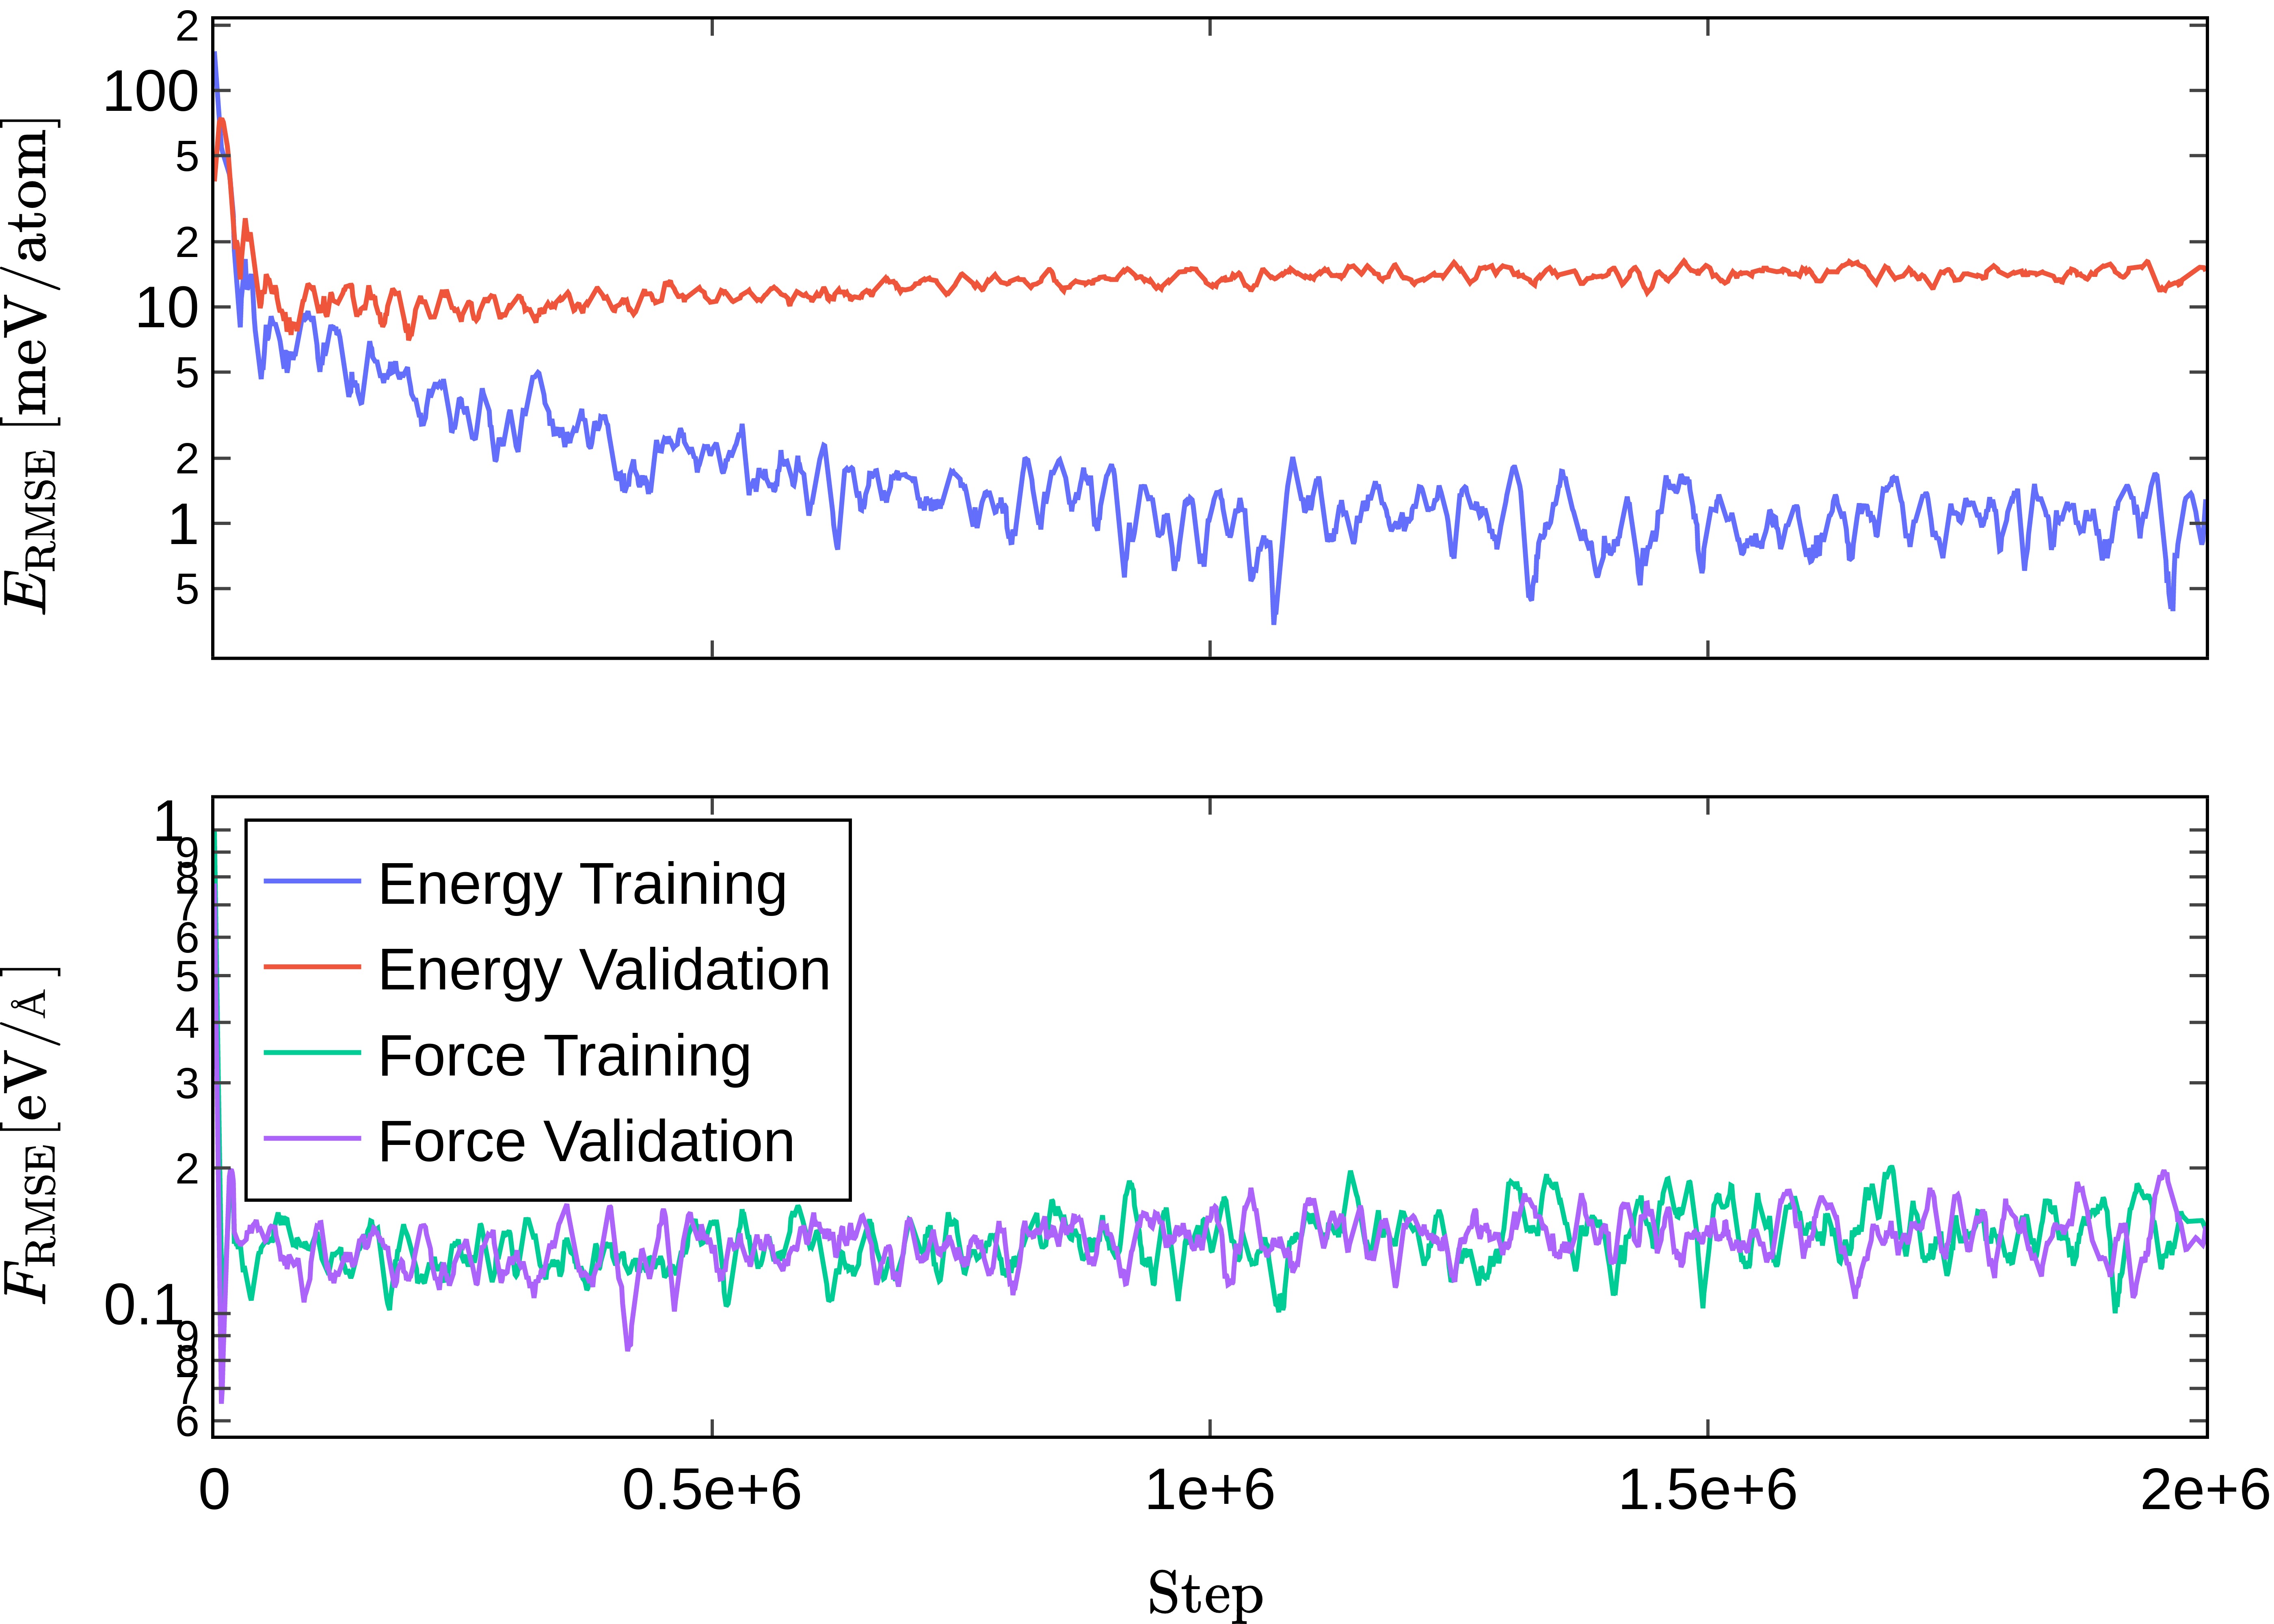 2
100
5
2
10
5
2
1
5
E_RMSE [meV/atom]
1
9
8
7
6
5
4
3
2
0.1
9
8
7
6
F_RMSE [eV/Å]
Energy Training
Energy Validation
Force Training
Force Validation
0 0.5e+6 1e+6 1.5e+6 2e+6
Step